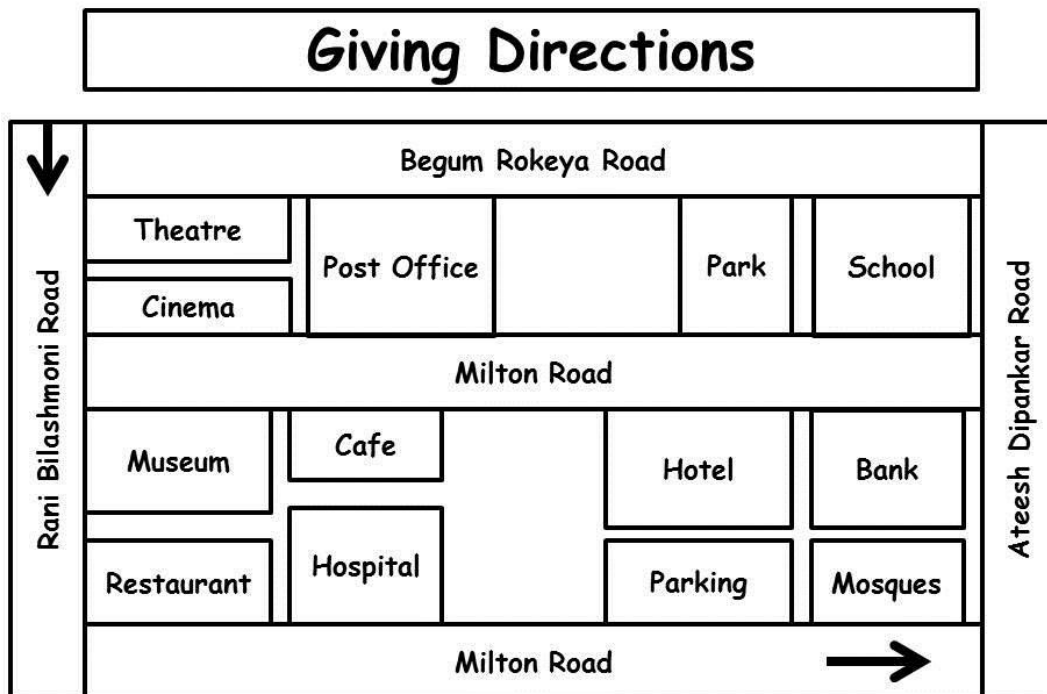 Giving Directions
Begum Rokeya Road
Theatre
Cinema
Post Office
Park
School
Milton Road
Museum
Cafe
Hotel
Bank
Restaurant
Hospital
Parking
Mosques
Milton Road
Rani Bilashmoni Road
Ateesh Dipankar Road